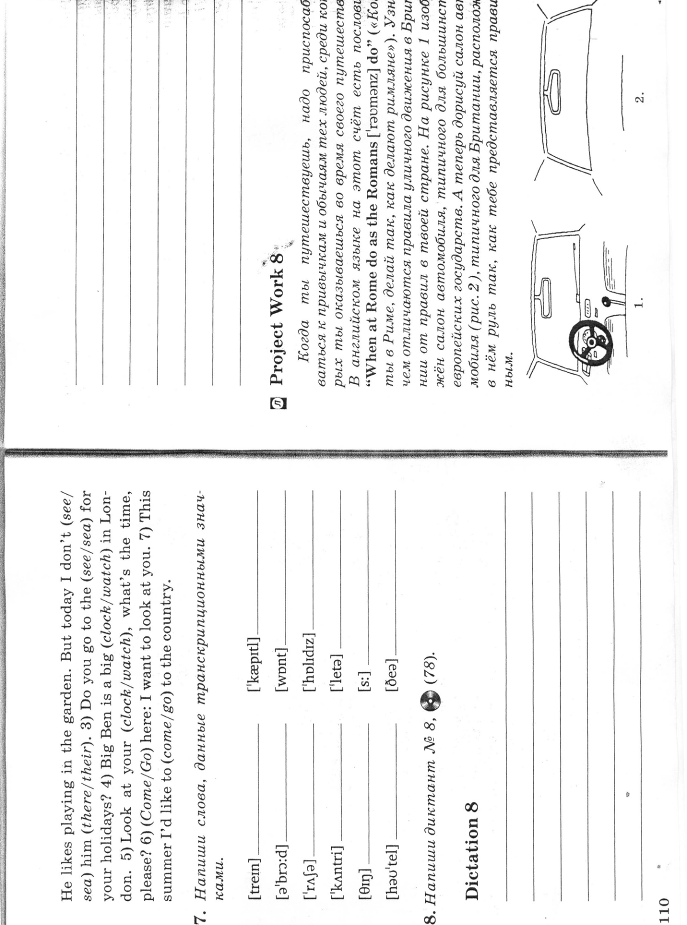 He likes playing in the garden. But today I don't (see/
sea) him (there/their). 3) Do you go to the (see/sea) for
your holidays? 4) Big Ben is a big (clock/watch) in Lon-
don. 5) Look at your (clock/watch), what's the time,
please? 6) (Come/Go) here: I want to look at you. 7) This
summer I'd like to (come/go) to the country.
7. Напиши слова, данные транскрипционными знач-
ками.
[treɪn] ['kæpɪtl]
[ə'brɔ:d] [wɒnt]
['rʌʃə] ['hɒlɪdɪz]
['kʌntri] ['letə]
[θɪŋ] [s:]
[həʊ'tel] [ðeə]
8. Напиши диктант № 8, (78).
Dictation 8
110
Л Project Work 8
Когда ты путешествуешь, надо приспосаб
ваться к привычкам и обычаям тех людей, среди ко
рых ты оказываешься во время своего путешеств
В английском языке на этот счёт есть послови
“When at Rome do as the Romans ['rəʊmənz] do” («Ко
ты в Риме, делай так, как делают римляне»). Узн
чем отличаются правила уличного движения в Бри
нии от правил в твоей стране. На рисунке 1 изоб
жён салон автомобиля, типичного для большинст
европейских государств. А теперь дорисуй салон ав
мобиля (рис. 2), типичного для Британии, располож
в нём руль так, как тебе представляется прави
ным.
1. 2.